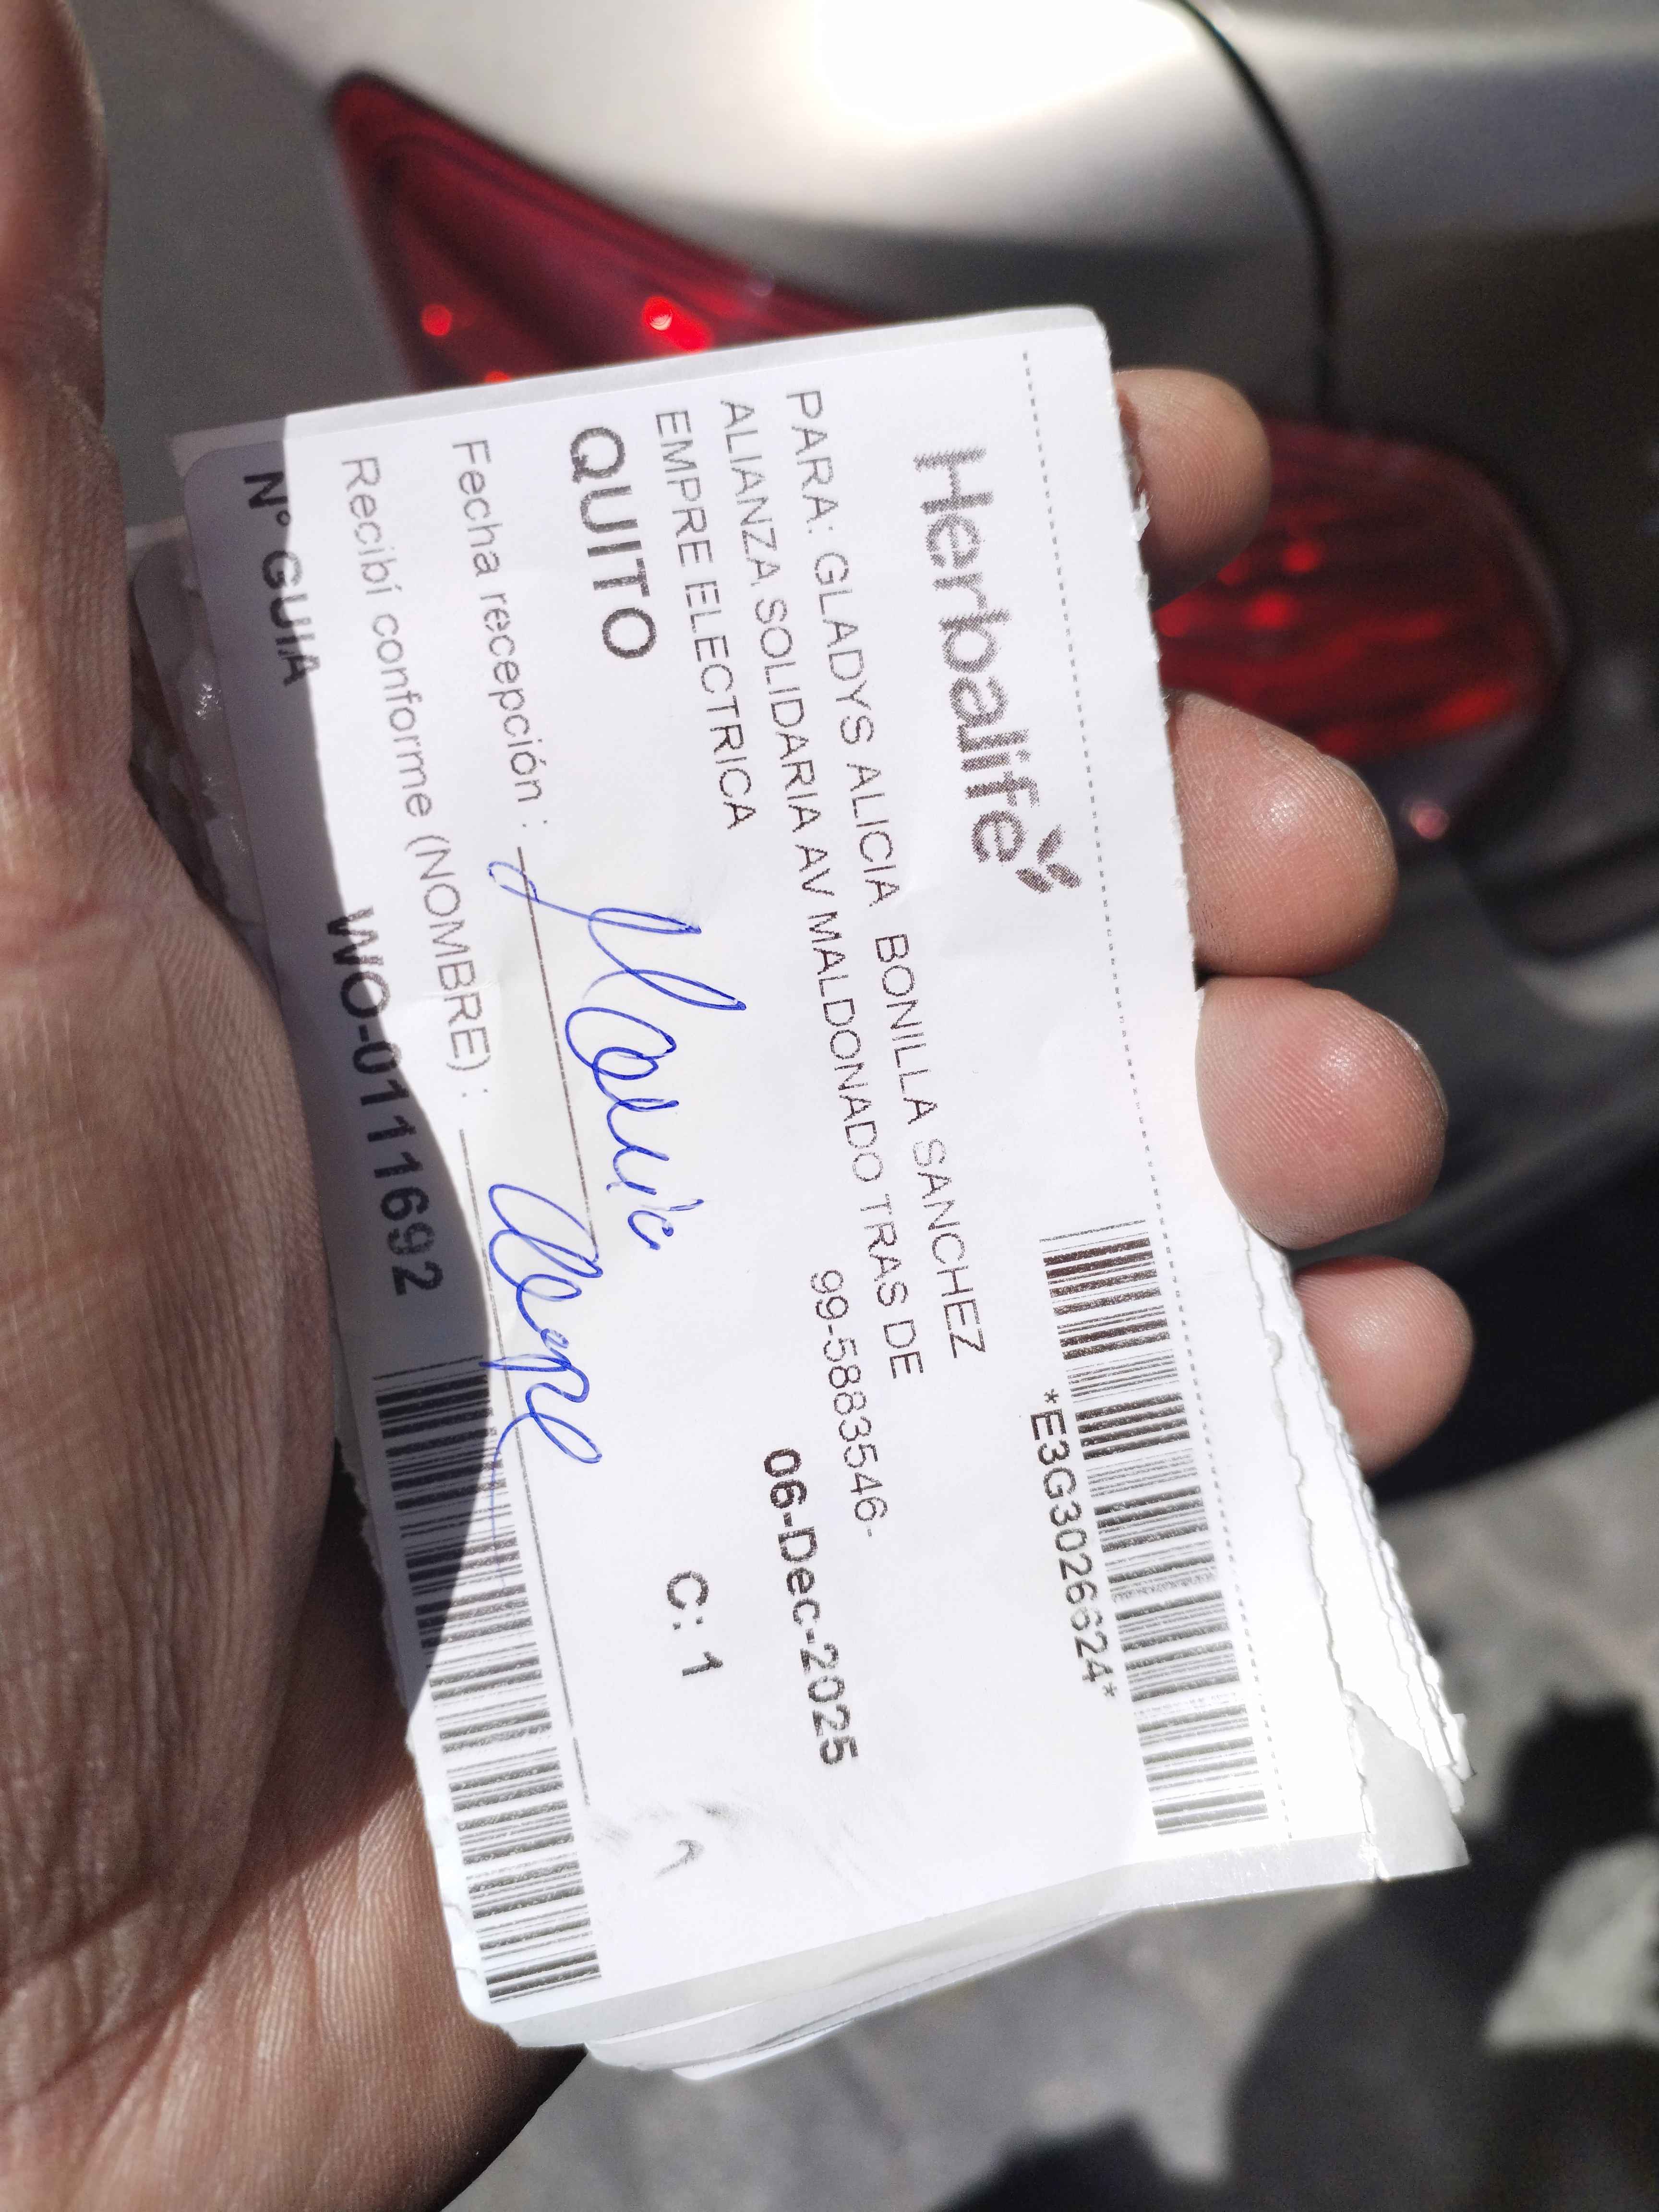 Herbalife
*E3G3026624*
PARA: GLADYS ALICIA BONILLA SANCHEZ
ALIANZA SOLIDARIA AV MALDONADO TRAS DE
EMPRE ELECTRICA
99-5883546-
QUITO
06-Dec-2025
C: 1
Fecha recepción :
Recibí conforme (NOMBRE) :
N° GUIA
WO-0111692